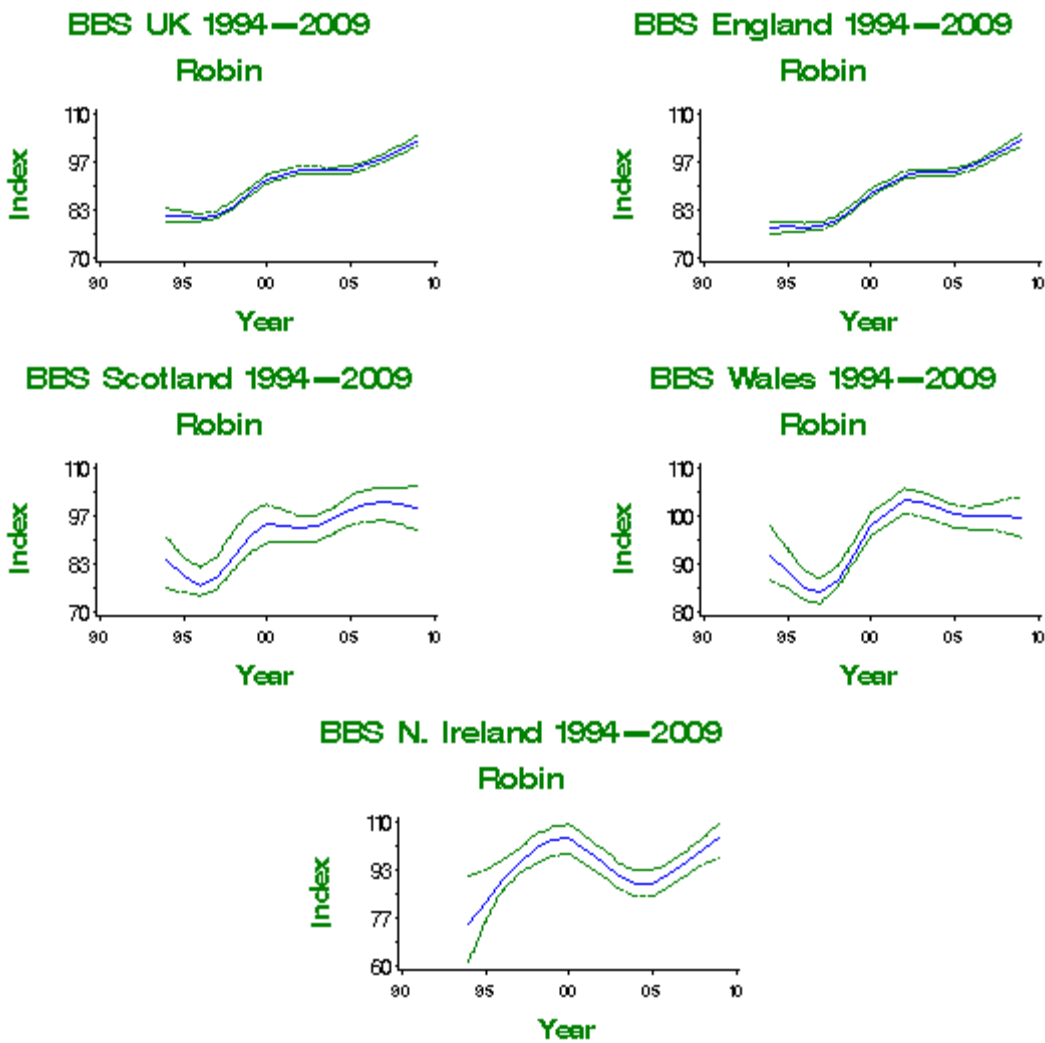 BBS UK 1994—2009
Robin
110
97
83
70
Index
90 95 00 05 10
Year
BBS England 1994—2009
Robin
110
97
83
70
Index
90 95 00 05 10
Year
BBS Scotland 1994—2009
Robin
110
97
83
70
Index
90 95 00 05 10
Year
BBS Wales 1994—2009
Robin
110
100
90
80
Index
90 95 00 05 10
Year
BBS N. Ireland 1994—2009
Robin
110
93
77
60
Index
90 95 00 05 10
Year